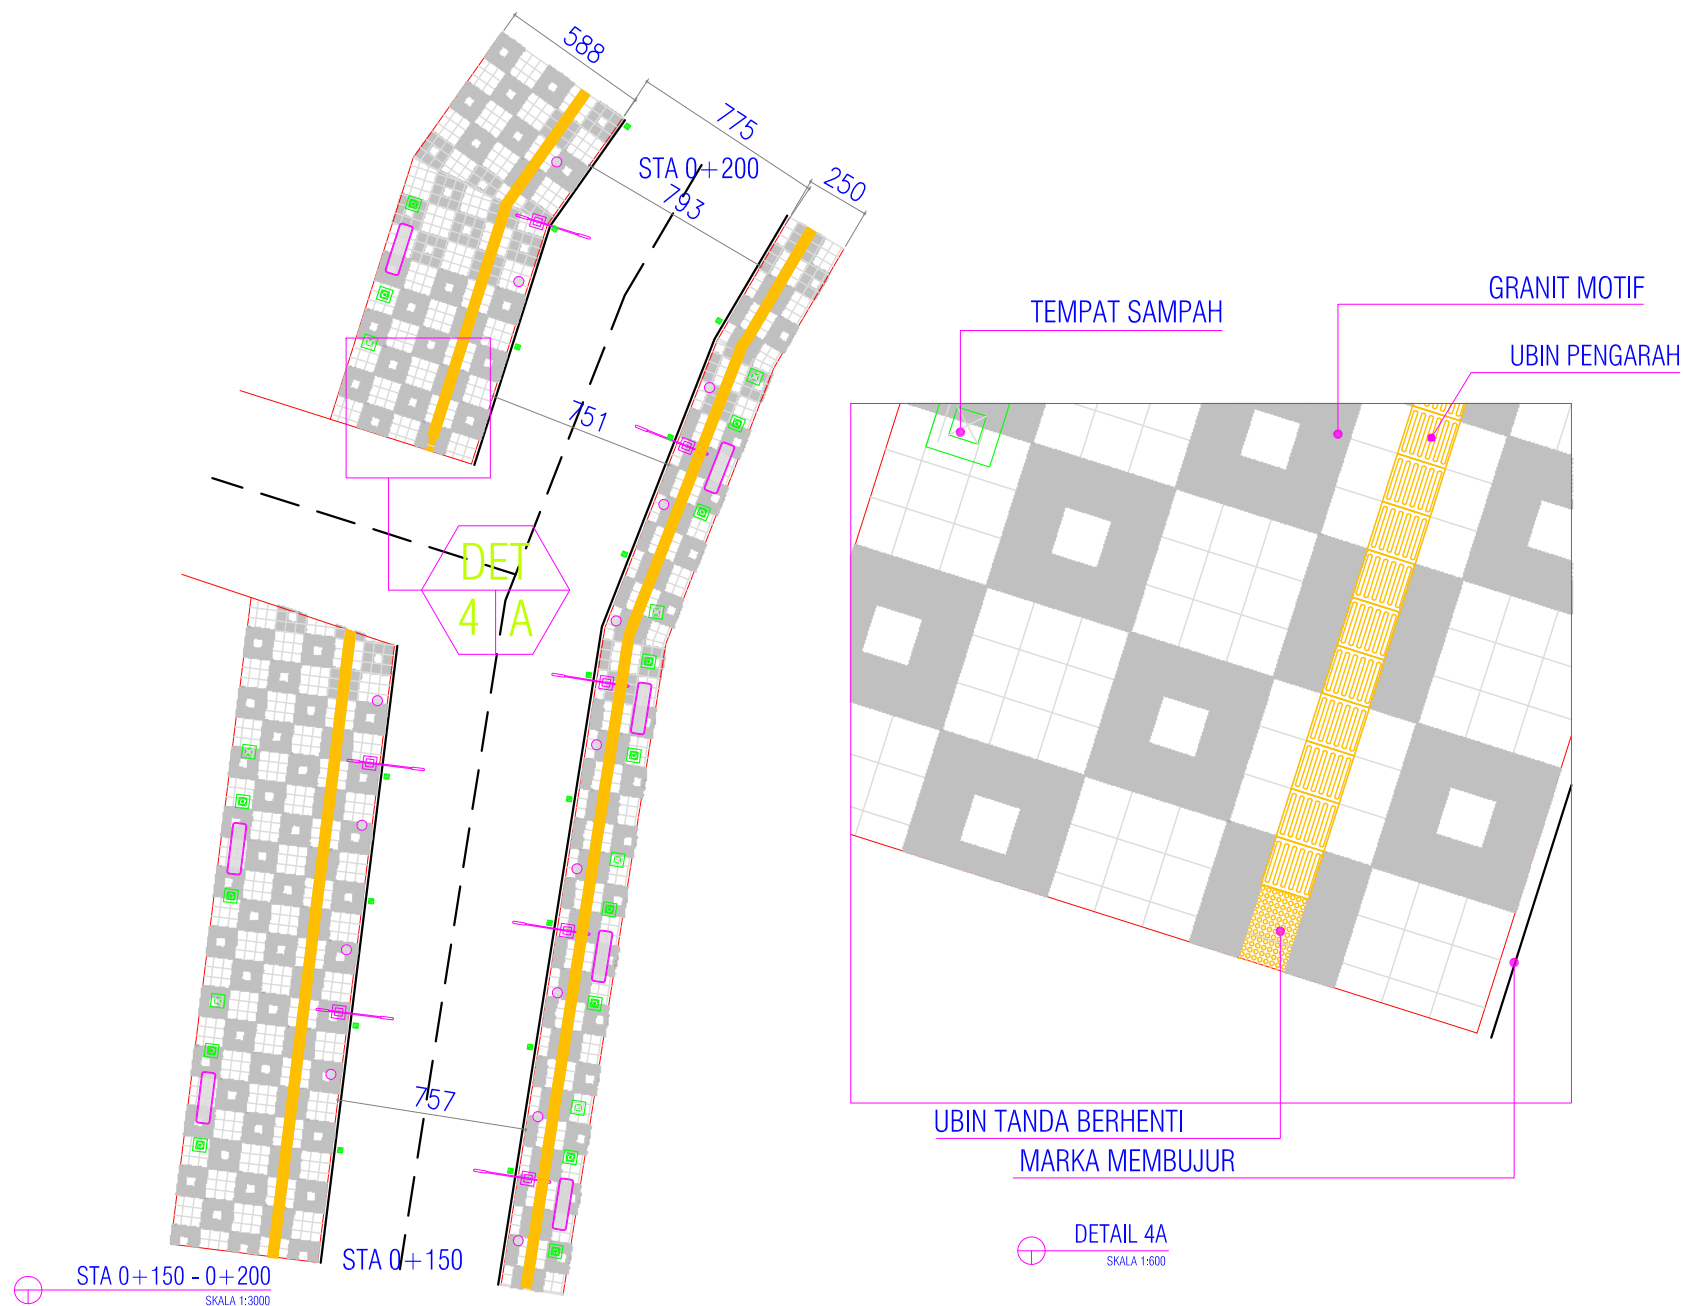 588
775
STA 0+200
793
250
751
DET
4 A
757
STA 0+150
STA 0+150 - 0+200
SKALA 1:3000
TEMPAT SAMPAH
GRANIT MOTIF
UBIN PENGARAH
UBIN TANDA BERHENTI
MARKA MEMBUJUR
DETAIL 4A
SKALA 1:600